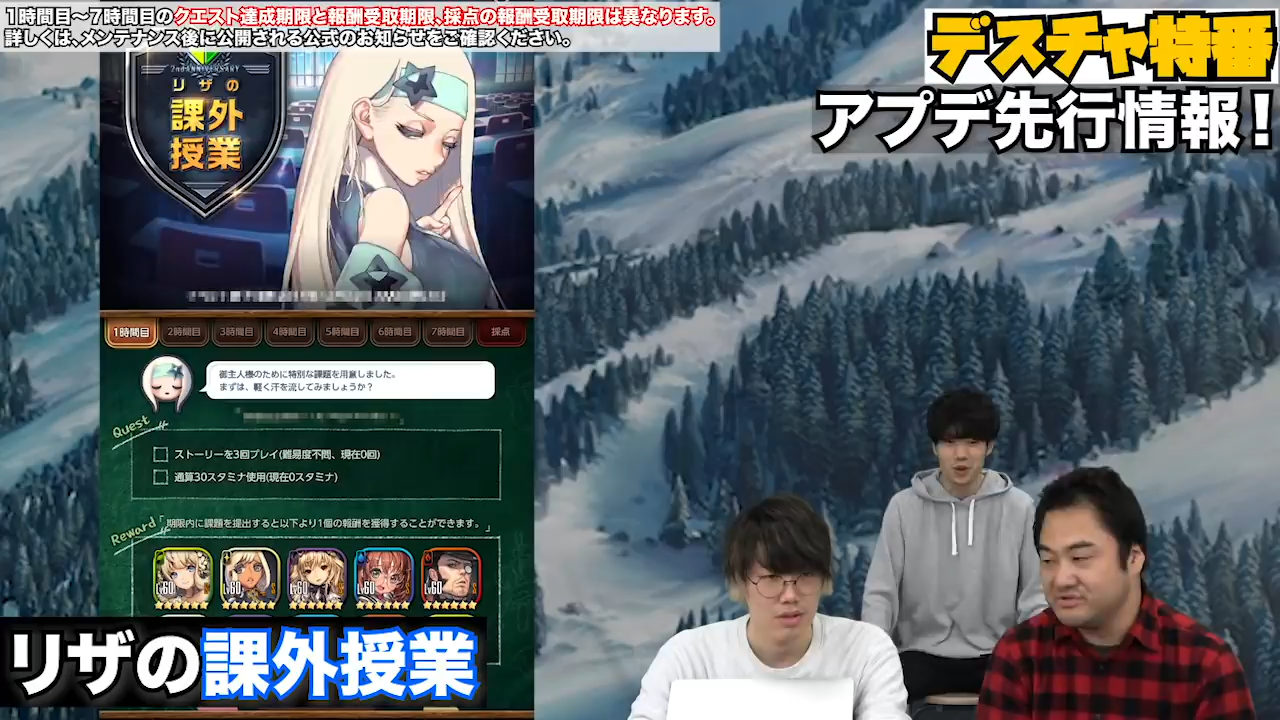 1時間目～7時間目のクエスト達成期限と報酬受取期限、採点の報酬受取期限は異なります。
詳しくは、メンテナンス後に公開される公式のお知らせをご確認ください。
デスチャ特番
アプデ先行情報！
2nd ANNIVERSARY
リザの
課外
授業
1時間目 2時間目 3時間目 4時間目 5時間目 6時間目 7時間目 採点
御主人様のために特別な課題を用意しました。
まずは、軽く汗を流してみましょうか？
Quest
ストーリーを3回プレイ(難易度不問、現在0回)
通算30スタミナ使用(現在0スタミナ)
Reward
「期限内に課題を提出すると以下より1個の報酬を獲得することができます。」
Lv60 Lv60 Lv60 Lv60 Lv60
リザの課外授業